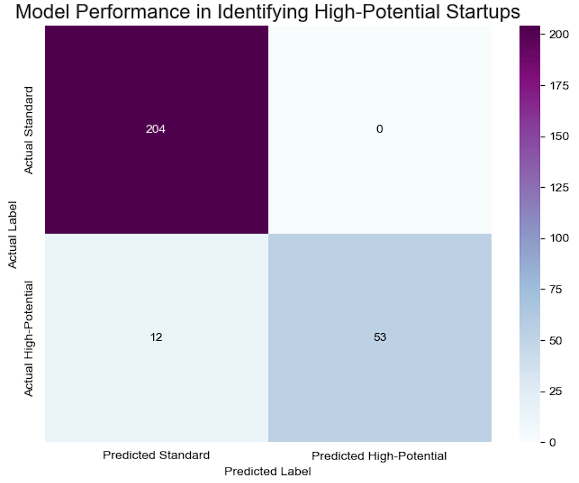 Model Performance in Identifying High-Potential Startups
Actual Label
Actual Standard
204
0
Actual High-Potential
12
53
Predicted Standard
Predicted High-Potential
Predicted Label
200
175
150
125
100
75
50
25
0